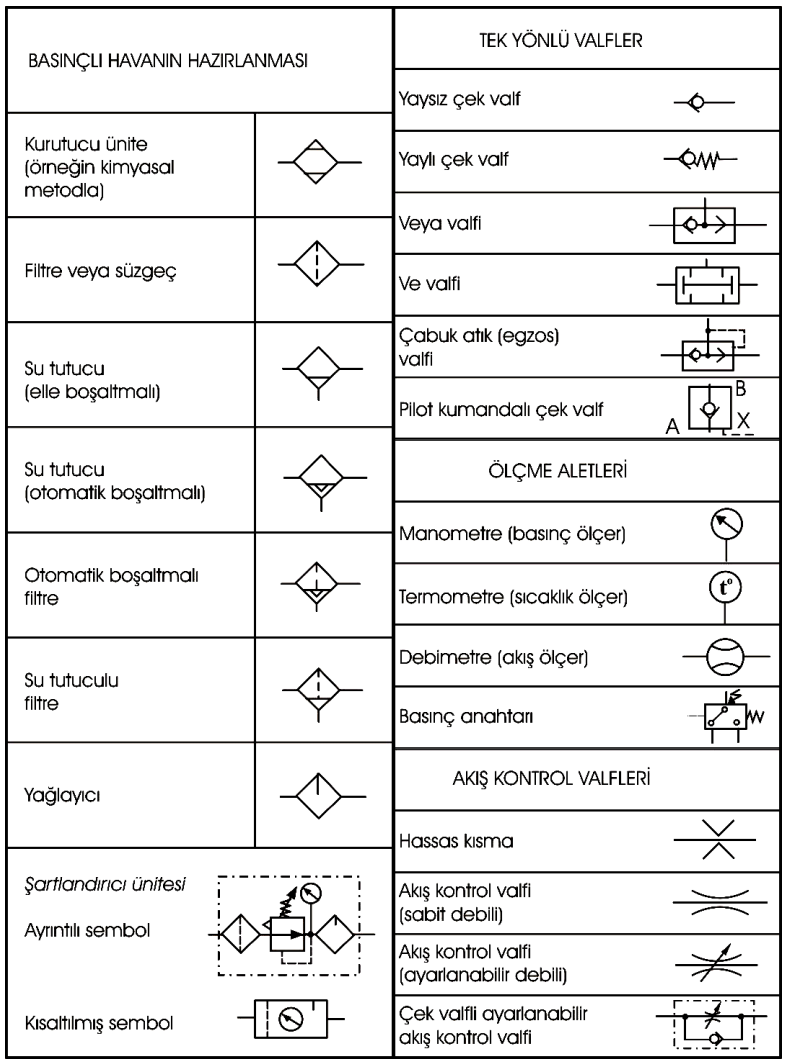 BASINÇLI HAVANIN HAZIRLANMASI
Kurutucu ünite
(örneğin kimyasal
metodla)
Filtre veya süzgeç
Su tutucu
(elle boşaltmalı)
Su tutucu
(otomatik boşaltmalı)
Otomatik boşaltmalı
filtre
Su tutuculu
filtre
Yağlayıcı
Şartlandırıcı ünitesi
Ayrıntılı sembol
Kısaltılmış sembol
TEK YÖNLÜ VALFLER
Yaysız çek valf
Yaylı çek valf
Veya valfi
Ve valfi
Çabuk atık (egzos)
valfi
Pilot kumandalı çek valf
B
A
X
ÖLÇME ALETLERİ
Manometre (basınç ölçer)
Termometre (sıcaklık ölçer)
t°
Debimetre (akış ölçer)
Basınç anahtarı
AKIŞ KONTROL VALFLERİ
Hassas kısma
Akış kontrol valfi
(sabit debili)
Akış kontrol valfi
(ayarlanabilir debili)
Çek valfli ayarlanabilir
akış kontrol valfi